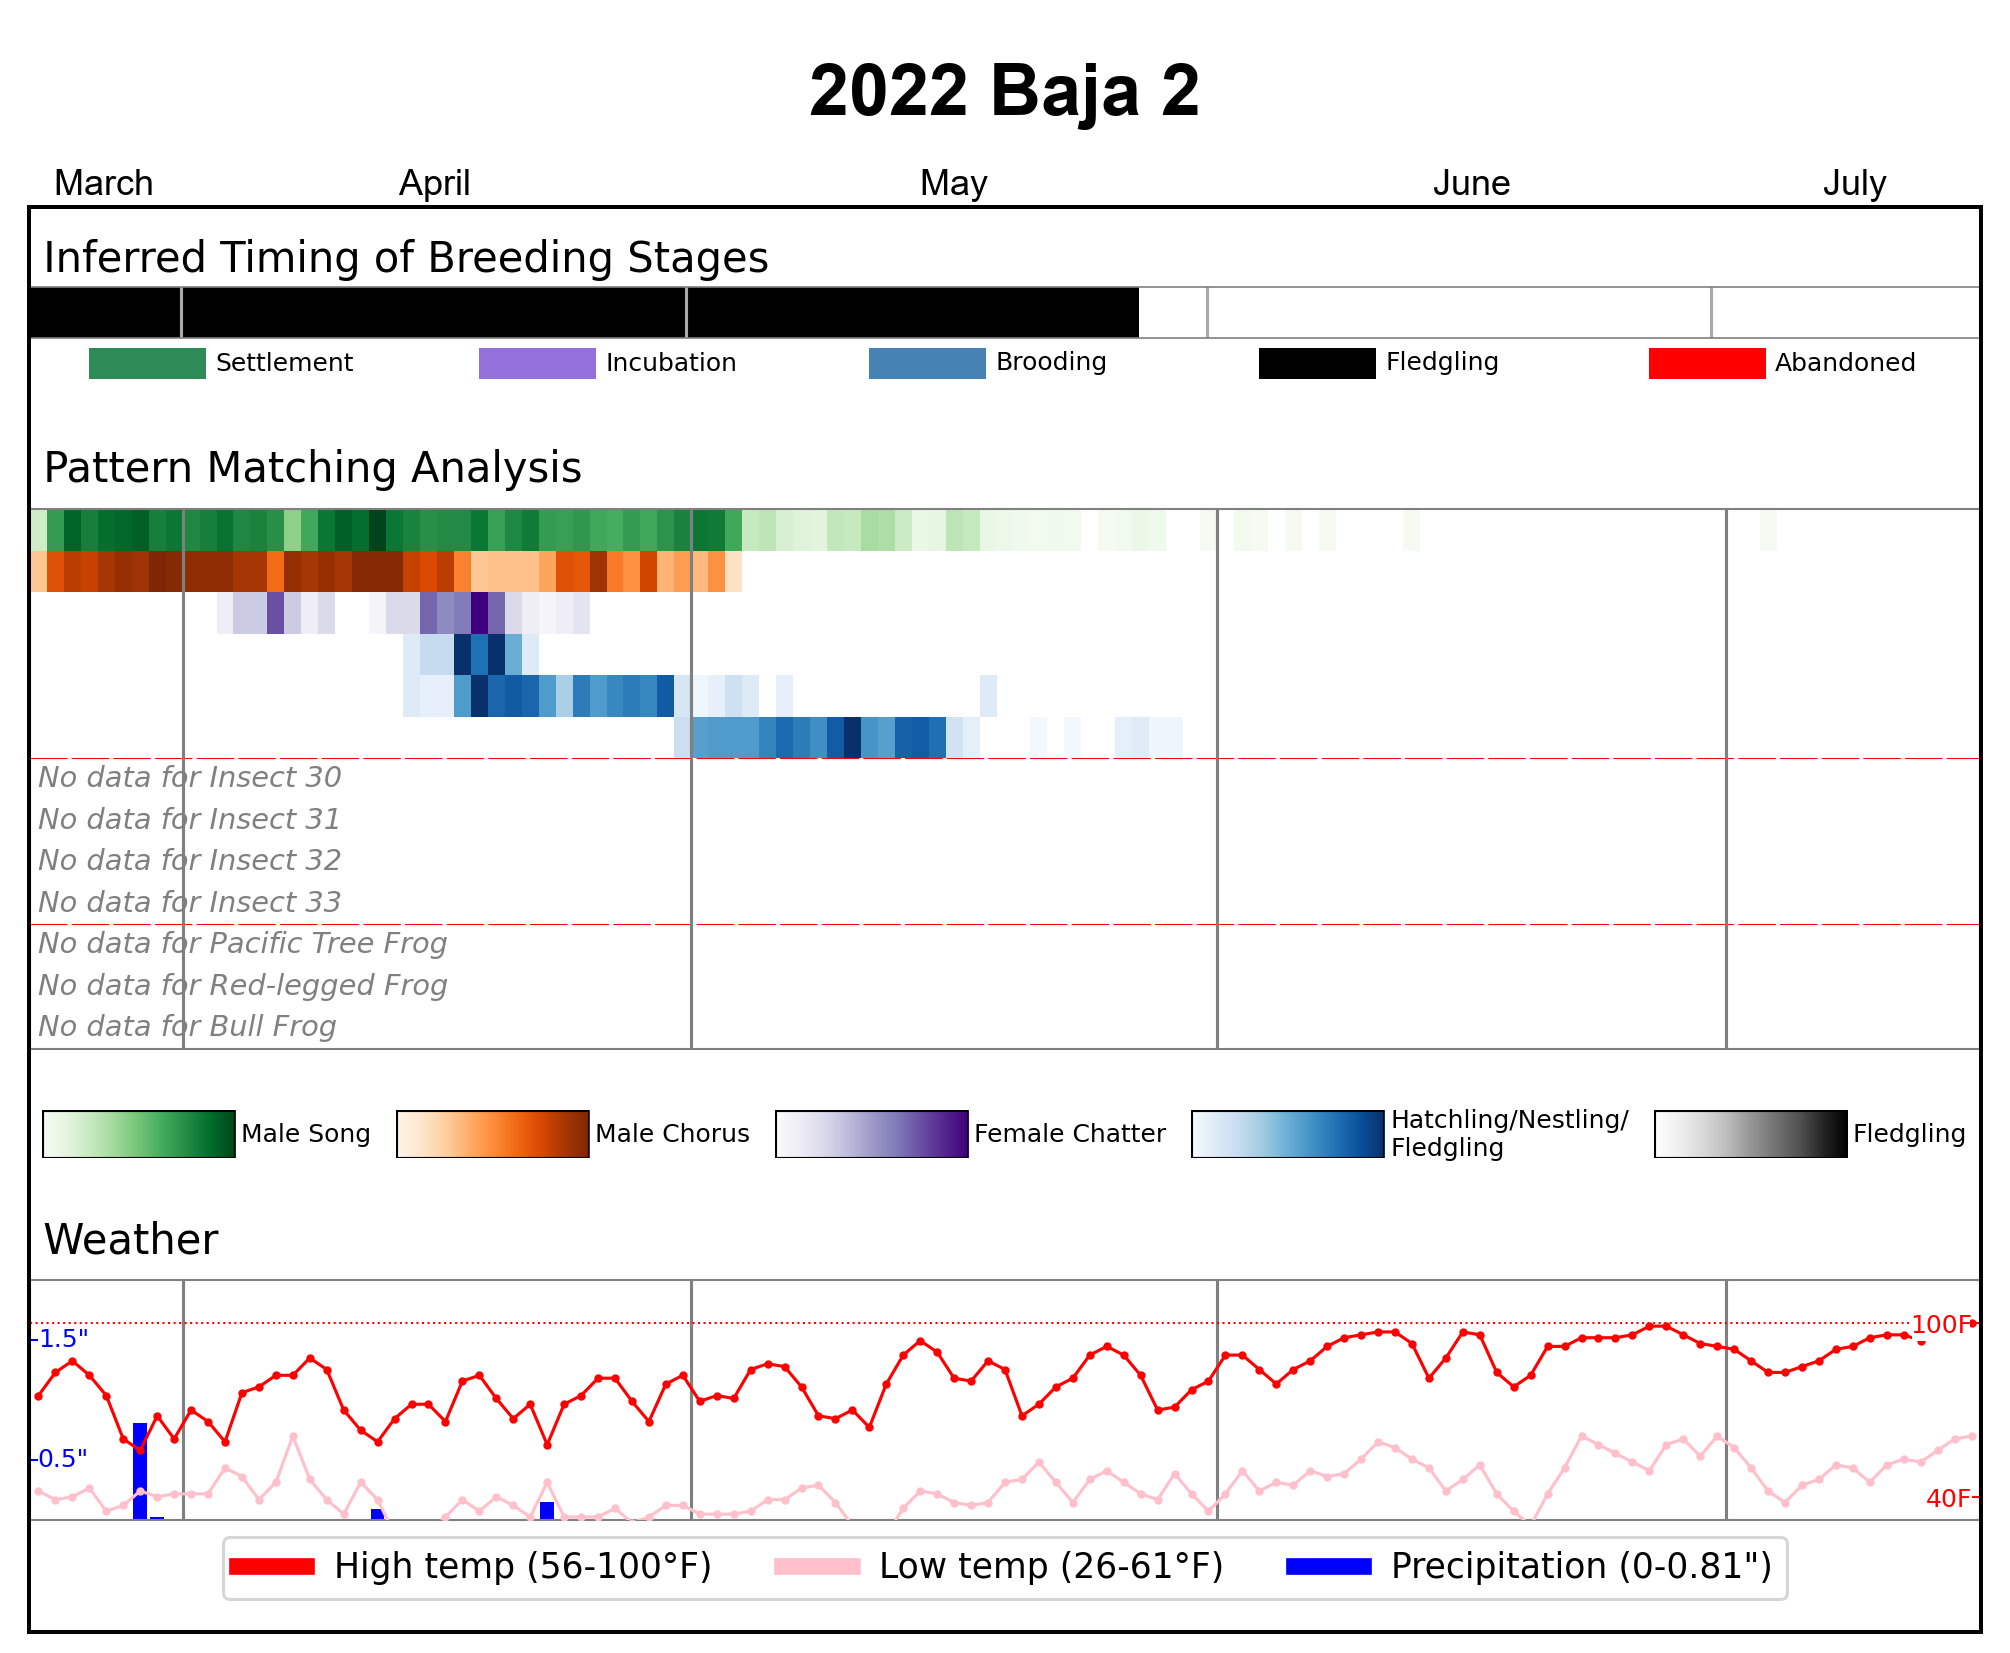 2022 Baja 2
March April May June July
Inferred Timing of Breeding Stages
Settlement Incubation Brooding Fledgling Abandoned
Pattern Matching Analysis
No data for Insect 30
No data for Insect 31
No data for Insect 32
No data for Insect 33
No data for Pacific Tree Frog
No data for Red-legged Frog
No data for Bull Frog
Male Song Male Chorus Female Chatter Hatchling/Nestling/
Fledgling Fledgling
Weather
1.5" 100F
0.5"
40F
High temp (56-100°F) Low temp (26-61°F) Precipitation (0-0.81")